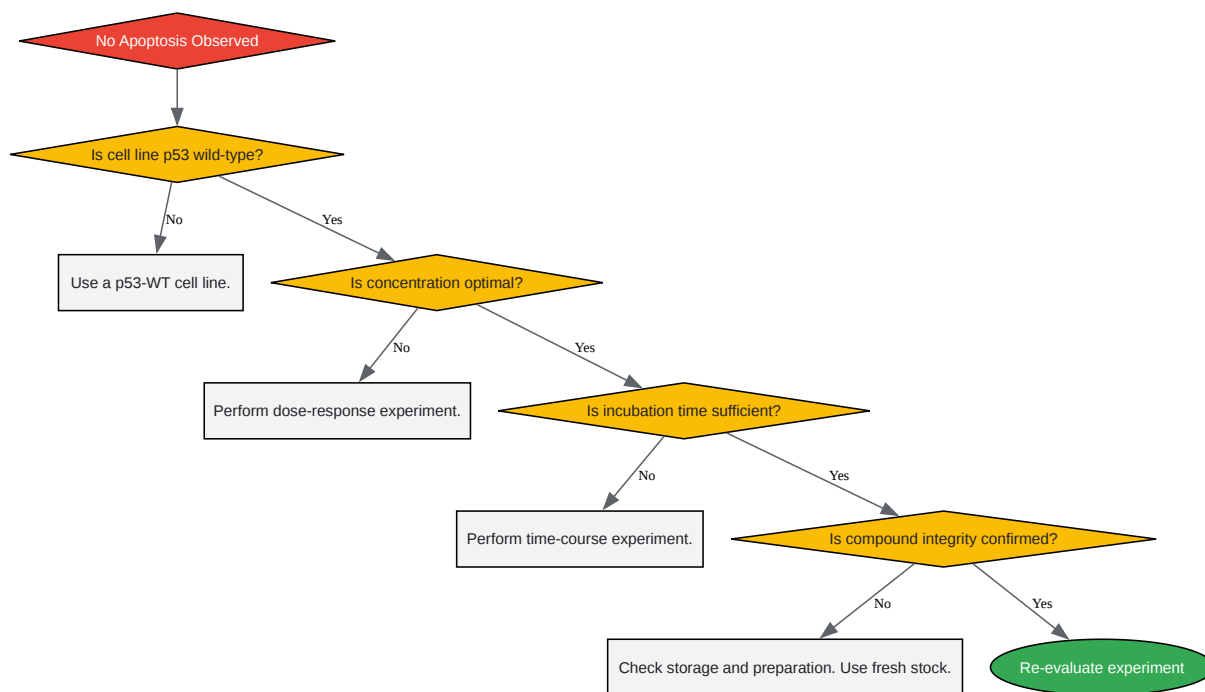 No Apoptosis Observed
Is cell line p53 wild-type?
No
Yes
Use a p53-WT cell line.
Is concentration optimal?
No
Yes
Perform dose-response experiment.
Is incubation time sufficient?
No
Yes
Perform time-course experiment.
Is compound integrity confirmed?
No
Yes
Check storage and preparation. Use fresh stock.
Re-evaluate experiment